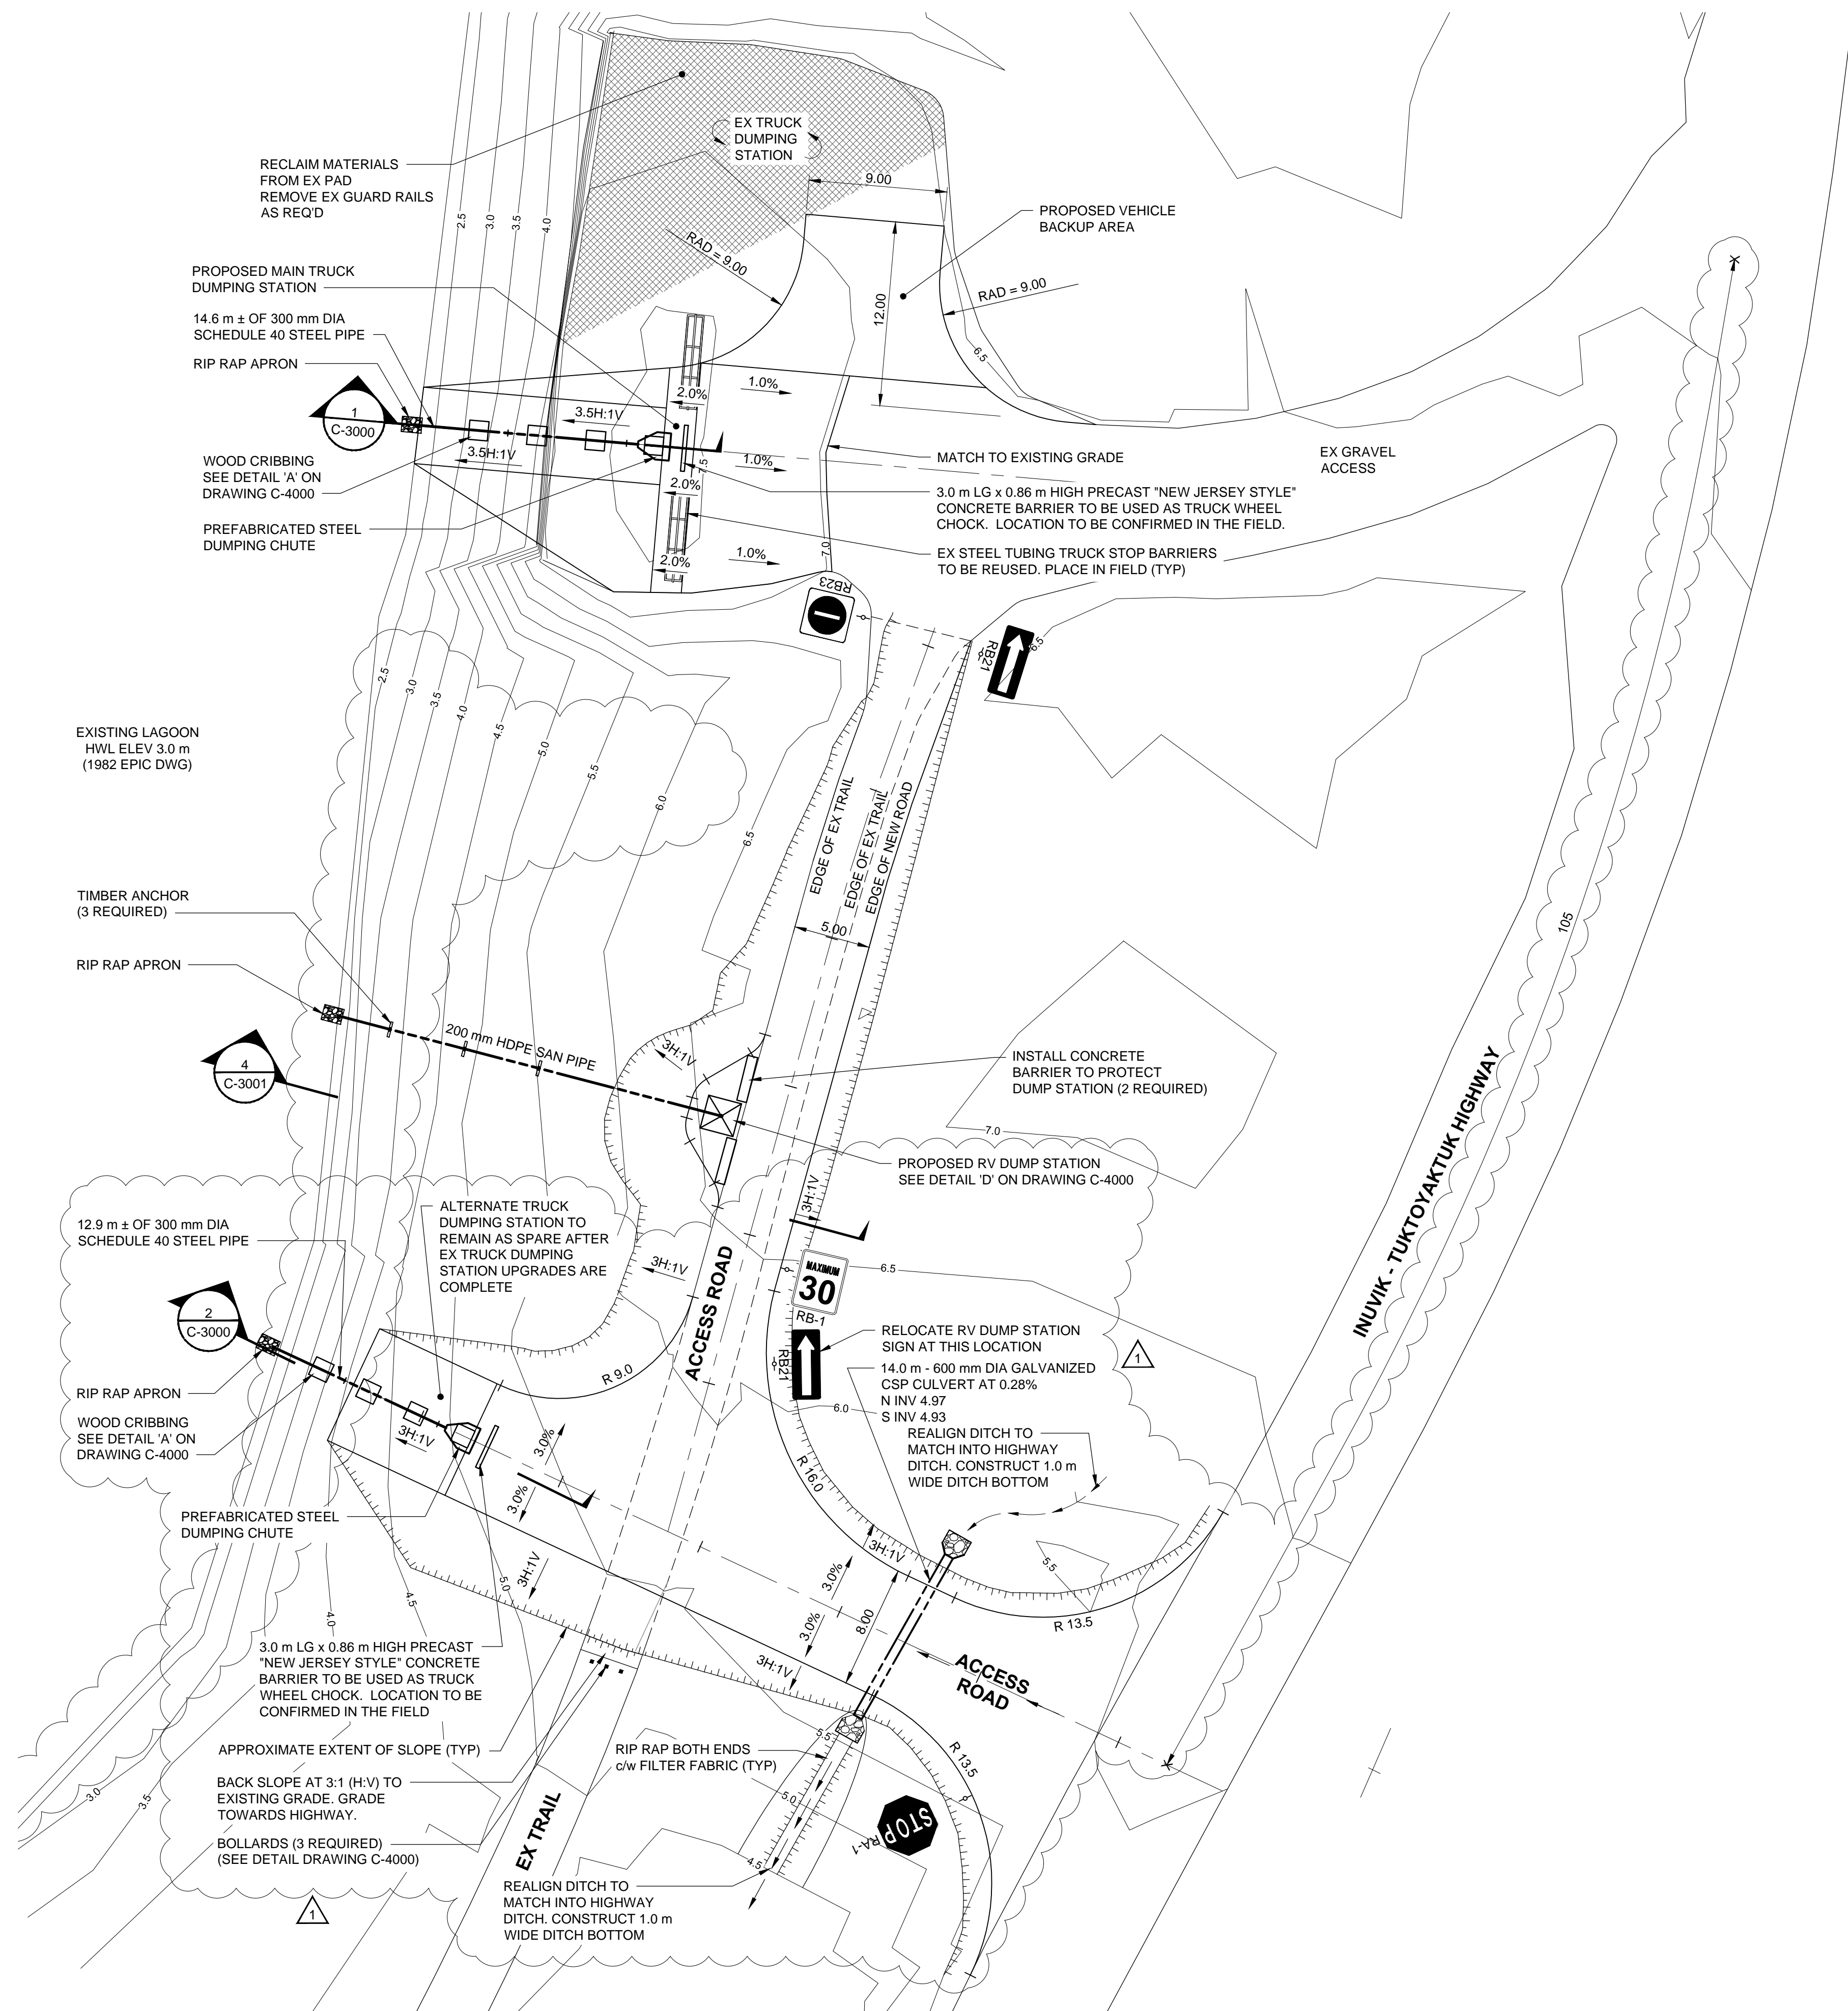 EX TRUCK
DUMPING
STATION
RECLAIM MATERIALS
FROM EX PAD
REMOVE EX GUARD RAILS
AS REQ'D
9.00
PROPOSED VEHICLE
BACKUP AREA
2.5
3.0
3.5
4.0
RAD = 9.00
PROPOSED MAIN TRUCK
DUMPING STATION
RAD = 9.00
12.00
14.6 m ± OF 300 mm DIA
SCHEDULE 40 STEEL PIPE
6.5
RIP RAP APRON
1.0%
2.0%
1
C-3000
3.5H:1V
3.5H:1V
7.5
1.0%
WOOD CRIBBING
SEE DETAIL 'A' ON
DRAWING C-4000
MATCH TO EXISTING GRADE
EX GRAVEL
ACCESS
2.0%
3.0 m LG x 0.86 m HIGH PRECAST "NEW JERSEY STYLE"
CONCRETE BARRIER TO BE USED AS TRUCK WHEEL
CHOCK.  LOCATION TO BE CONFIRMED IN THE FIELD.
PREFABRICATED STEEL
DUMPING CHUTE
7.0
1.0%
2.0%
EX STEEL TUBING TRUCK STOP BARRIERS
TO BE REUSED. PLACE IN FIELD (TYP)
RB23
RB21
6.5
2.5
3.0
3.5
4.0
4.5
5.0
5.5
6.0
6.5
EXISTING LAGOON
HWL ELEV 3.0 m
(1982 EPIC DWG)
EDGE OF EX TRAIL
EDGE OF EX TRAIL
EDGE OF NEW ROAD
TIMBER ANCHOR
(3 REQUIRED)
5.00
105
RIP RAP APRON
200 mm HDPE SAN PIPE
3H:1V
4
C-3001
INSTALL CONCRETE
BARRIER TO PROTECT
DUMP STATION (2 REQUIRED)
7.0
INUVIK - TUKTOYAKTUK HIGHWAY
PROPOSED RV DUMP STATION
SEE DETAIL 'D' ON DRAWING C-4000
3H:1V
ALTERNATE TRUCK
DUMPING STATION TO
REMAIN AS SPARE AFTER
EX TRUCK DUMPING
STATION UPGRADES ARE
COMPLETE
12.9 m ± OF 300 mm DIA
SCHEDULE 40 STEEL PIPE
3H:1V
ACCESS ROAD
MAXIMUM
30
RB-1
6.5
2
C-3000
RELOCATE RV DUMP STATION
SIGN AT THIS LOCATION
RB21
1
14.0 m - 600 mm DIA GALVANIZED
CSP CULVERT AT 0.28%
N INV 4.97
S INV 4.93
R 9.0
RIP RAP APRON
6.0
WOOD CRIBBING
SEE DETAIL 'A' ON
DRAWING C-4000
3H:1V
3.0%
3.0%
REALIGN DITCH TO
MATCH INTO HIGHWAY
DITCH. CONSTRUCT 1.0 m
WIDE DITCH BOTTOM
R 16.0
PREFABRICATED STEEL
DUMPING CHUTE
3H:1V
5.5
3H:1V
3.0%
5.0
4.5
4.0
3.0%
8.00
R 13.5
3.0 m LG x 0.86 m HIGH PRECAST
"NEW JERSEY STYLE" CONCRETE
BARRIER TO BE USED AS TRUCK
WHEEL CHOCK.  LOCATION TO BE
CONFIRMED IN THE FIELD
3H:1V
ACCESS
ROAD
5.5
APPROXIMATE EXTENT OF SLOPE (TYP)
RIP RAP BOTH ENDS
c/w FILTER FABRIC (TYP)
R 13.5
BACK SLOPE AT 3:1 (H:V) TO
EXISTING GRADE. GRADE
TOWARDS HIGHWAY.
3.0
3.5
5.0
BOLLARDS (3 REQUIRED)
(SEE DETAIL DRAWING C-4000)
EX TRAIL
STOP
RA-1
4.5
1
REALIGN DITCH TO
MATCH INTO HIGHWAY
DITCH. CONSTRUCT 1.0 m
WIDE DITCH BOTTOM